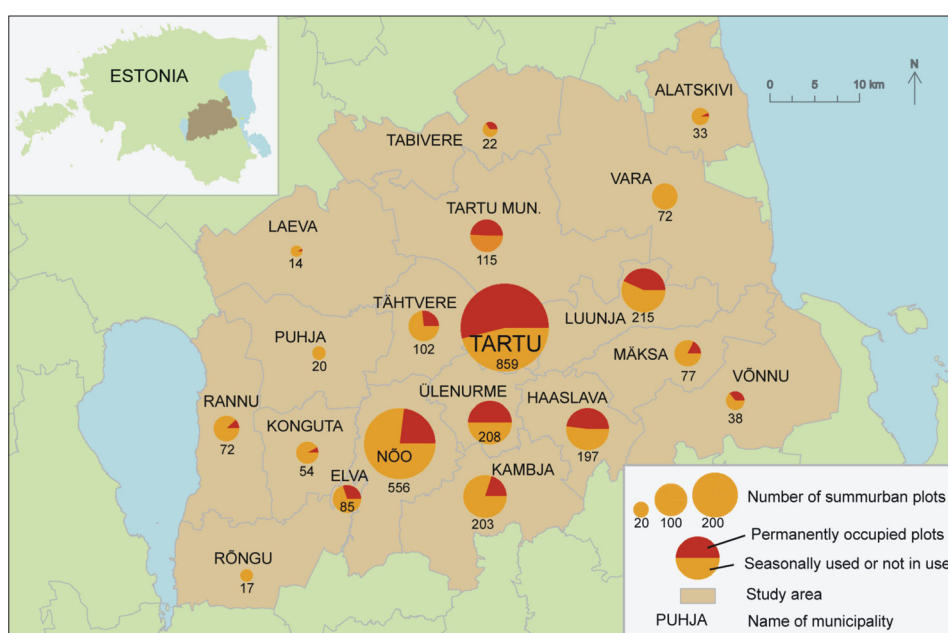 ESTONIA
N
0 5 10 km
ALATSKIVI
33
TABIVERE
22
VARA
72
TARTU MUN.
115
LAEVA
14
TÄHTVERE
102
LUUNJA
215
TARTU
859
PUHJA
20
MÄKSA
77
VÕNNU
38
ÜLENURME
208
HAASLAVA
197
RANNU
72
KONGUTA
54
NÕO
556
ELVA
85
KAMBJA
203
RÕNGU
17
Number of summurban plots
20 100 200
Permanently occupied plots
Seasonally used or not in use
Study area
PUHJA Name of municipality